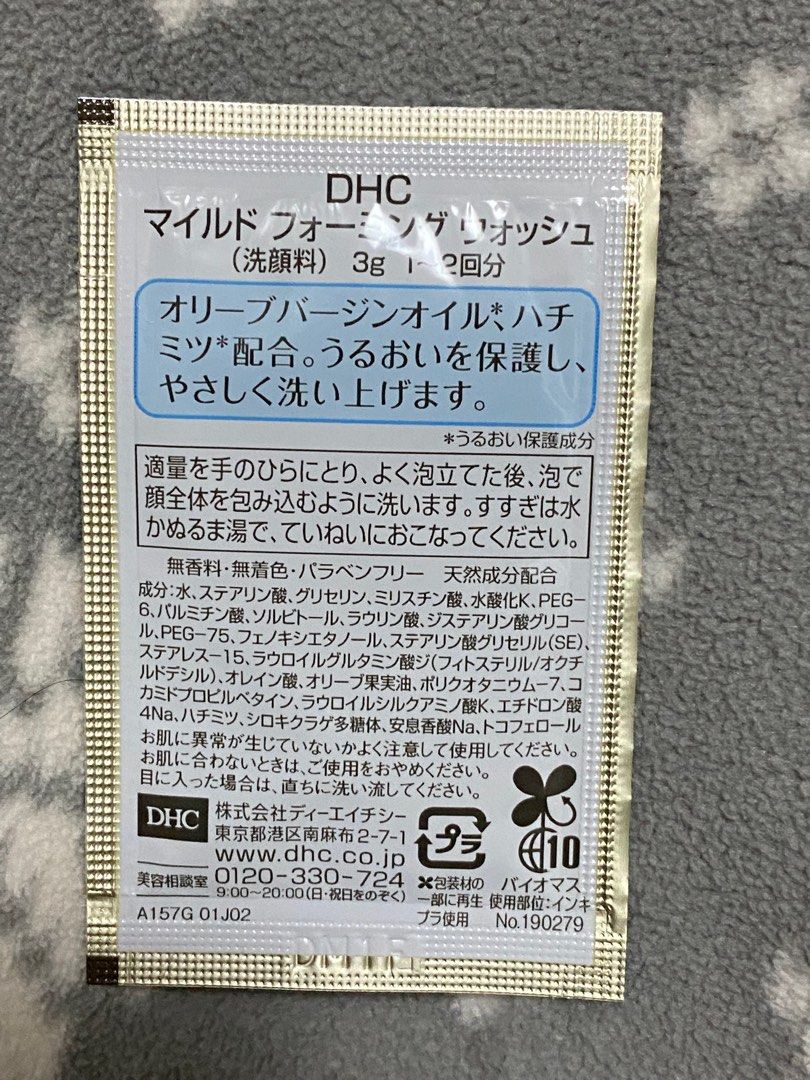 DHC
マイルド フォーミング ウォッシュ
(洗顔料) 3g 1~2回分
オリーブバージンオイル*、ハチ
ミツ*配合。うるおいを保護し、
やさしく洗い上げます。
*うるおい保護成分
適量を手のひらにとり、よく泡立てた後、泡で
顔全体を包み込むように洗います。すすぎは水
かぬるま湯で、ていねいにおこなってください。
無香料・無着色・パラベンフリー 天然成分配合
成分:水、ステアリン酸、グリセリン、ミリスチン酸、水酸化K、PEG-
6、パルミチン酸、ソルビトール、ラウリン酸、ジステアリン酸グリコー
ル、PEG-75、フェノキシエタノール、ステアリン酸グリセリル(SE)、
ステアレス-15、ラウロイルグルタミン酸ジ(フィトステリル/オクチ
ルドデシル)、オレイン酸、オリーブ果実油、ポリクオタニウム-7、コ
カミドプロピルベタイン、ラウロイルシルクアミノ酸K、エチドロン酸
4Na、ハチミツ、シロキクラゲ多糖体、安息香酸Na、トコフェロール
お肌に異常が生じていないかよく注意して使用してください。
お肌に合わないときは、ご使用をおやめください。
目に入った場合は、直ちに洗い流してください。
DHC 株式会社ディーエイチシー
東京都港区南麻布2-7-1
www.dhc.co.jp
美容相談室 0120-330-724
9:00~20:00(日・祝日をのぞく)
A157G 01J02
プラ
包装材の
一部に再生
プラ使用
10
バイオマス
使用部位:インキ
No.190279